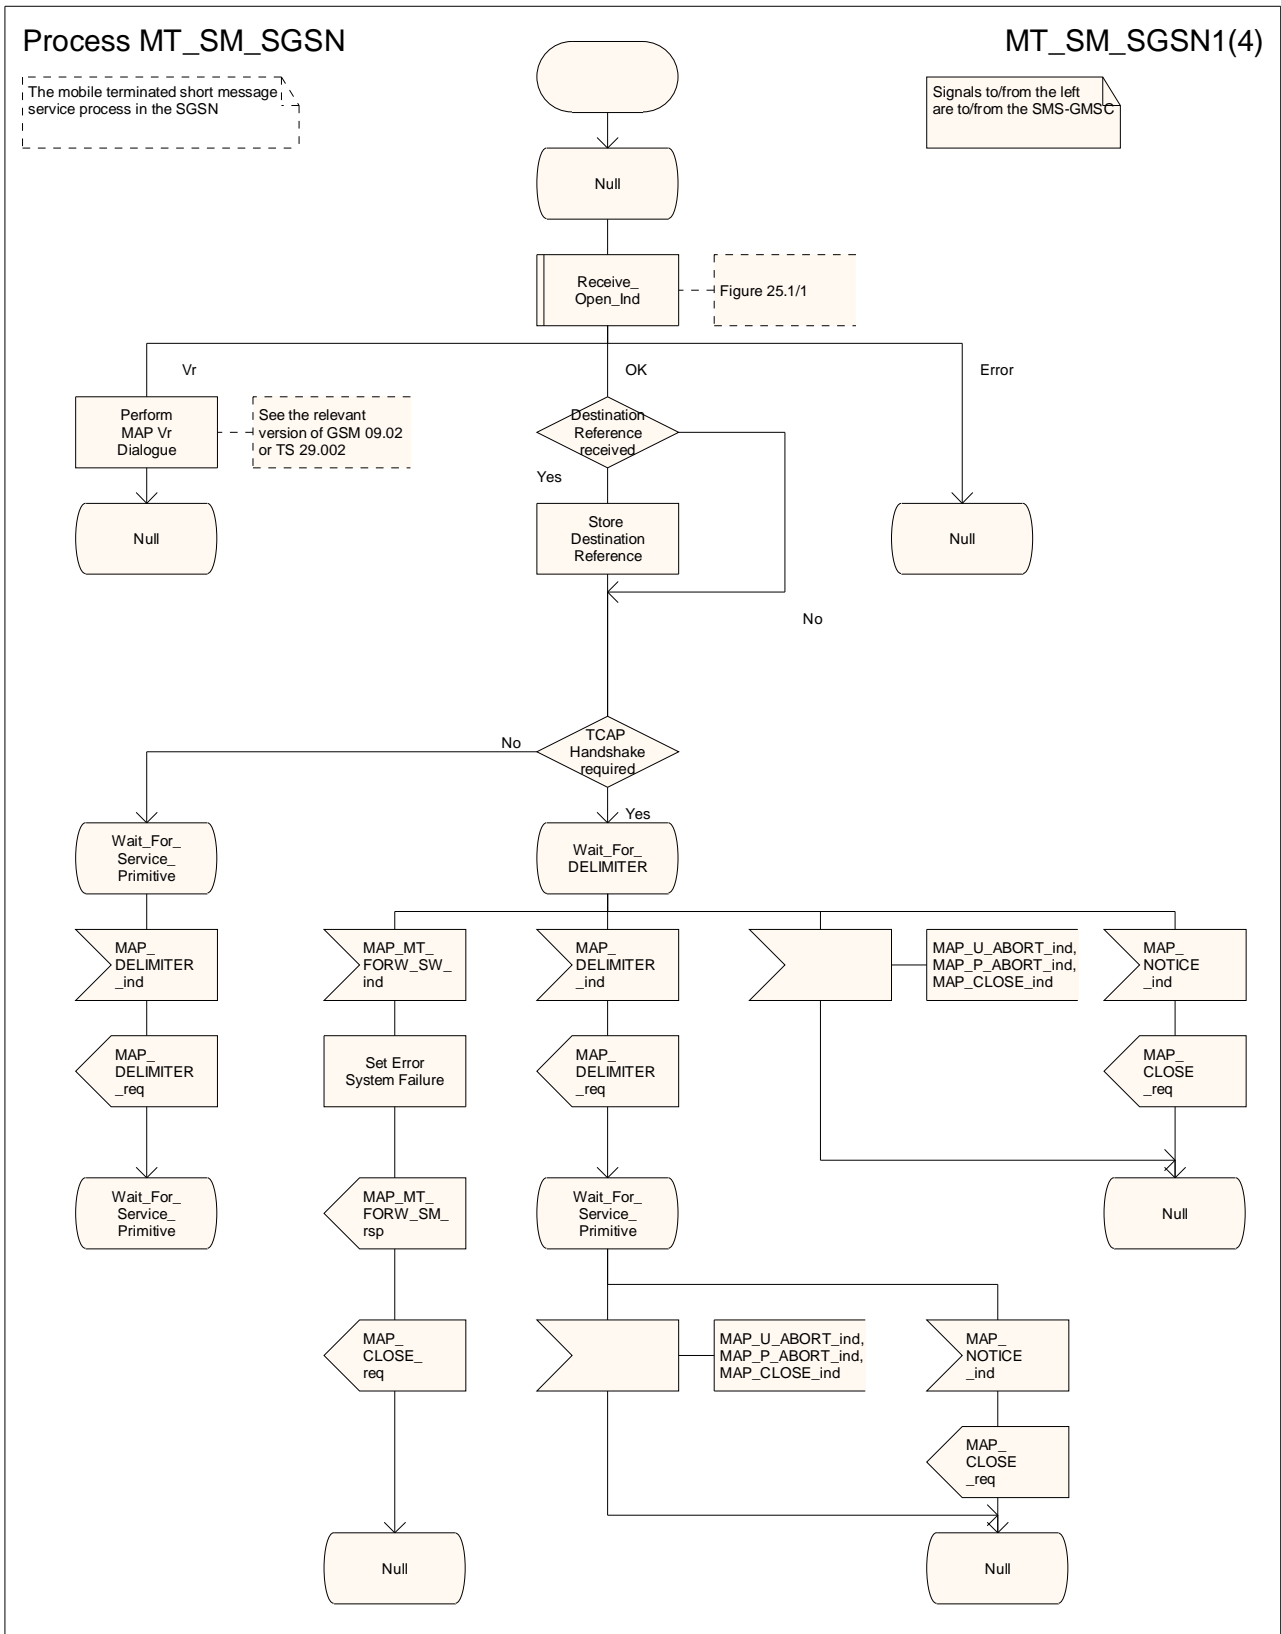 Process MT_SM_SGSN
MT_SM_SGSN1(4)
The mobile terminated short message
service process in the SGSN
Signals to/from the left
are to/from the SMS-GMSC
Null
Receive_
Open_Ind
Figure 25.1/1
Vr
OK
Error
Perform
MAP Vr
Dialogue
See the relevant
version of GSM 09.02
or TS 29.002
Destination
Reference
received
Yes
Null
Store
Destination
Reference
Null
No
TCAP
Handshake
required
No
Yes
Wait_For_
Service_
Primitive
Wait_For_
DELIMITER
MAP_
DELIMITER
_ind
MAP_MT_
FORW_SW_
ind
MAP_
DELIMITER
_ind
MAP_U_ABORT_ind,
MAP_P_ABORT_ind,
MAP_CLOSE_ind
MAP_
NOTICE
_ind
MAP_
DELIMITER
_req
Set Error
System Failure
MAP_
DELIMITER
_req
MAP_
CLOSE
_req
Wait_For_
Service_
Primitive
MAP_MT_
FORW_SM_
rsp
Wait_For_
Service_
Primitive
Null
MAP_
CLOSE_
req
MAP_U_ABORT_ind,
MAP_P_ABORT_ind,
MAP_CLOSE_ind
MAP_
NOTICE
_ind
MAP_
CLOSE
_req
Null
Null